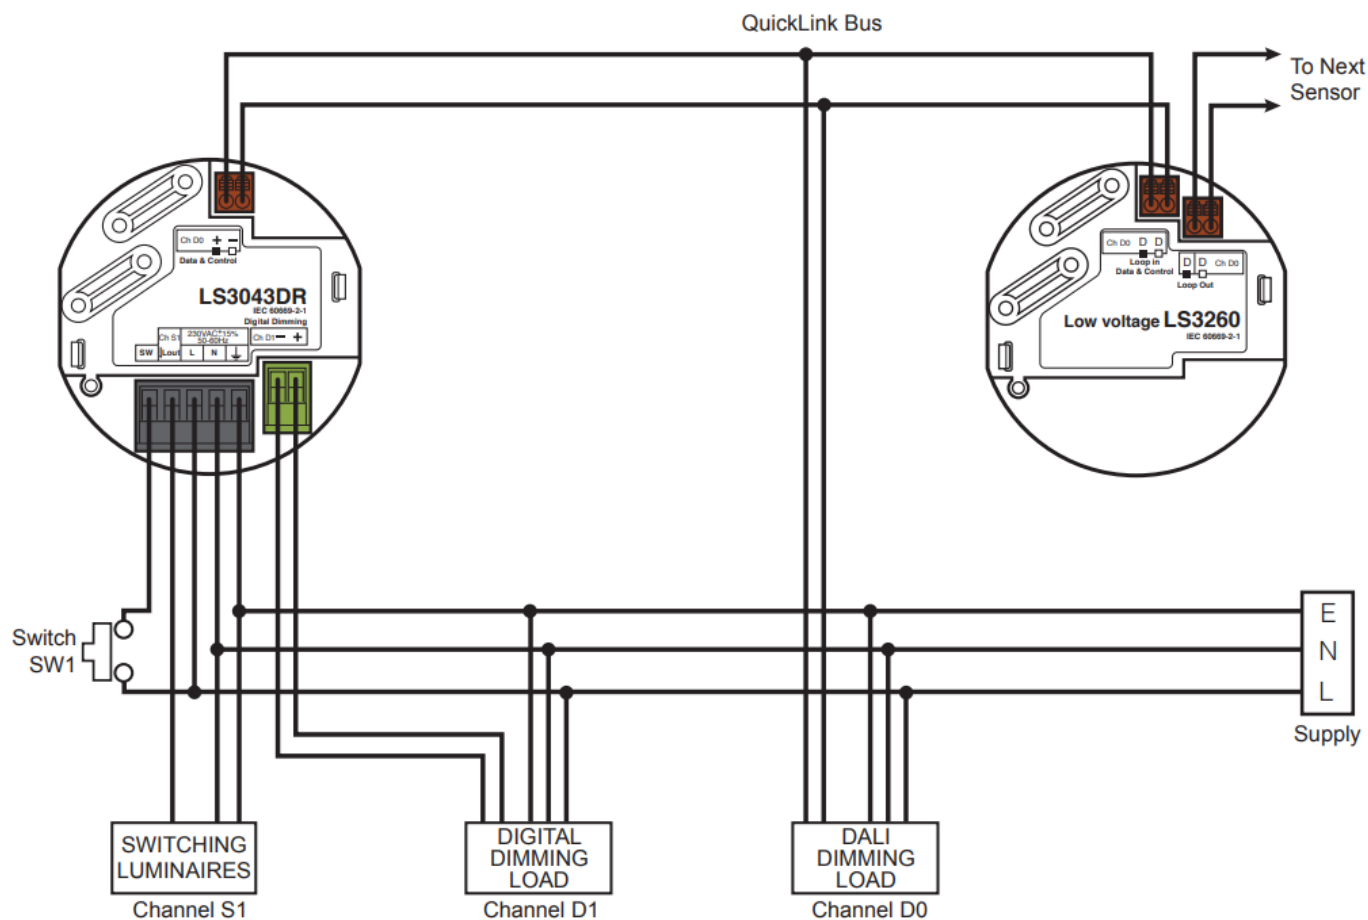 QuickLink Bus
To Next
Sensor
Ch D0 + −
Data & Control
LS3043DR
IEC 60669-2-1
Digital Dimming
Ch S1
230VAC±15%
50-60Hz
Ch D1 − +
SW
Lout
L
N
Ch D0 D D
Loop in
Data & Control
D D Ch D0
Loop Out
Low voltage LS3260
IEC 60669-2-1
Switch
SW1
E
N
L
Supply
SWITCHING
LUMINAIRES
Channel S1
DIGITAL
DIMMING
LOAD
Channel D1
DALI
DIMMING
LOAD
Channel D0